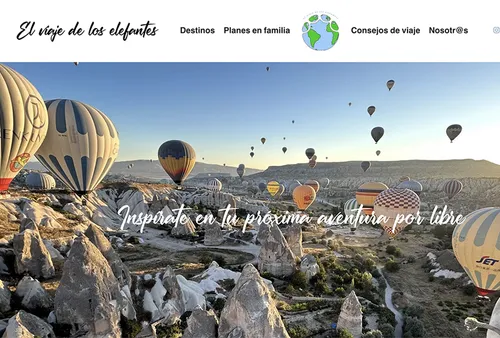 El viaje de los elefantes
Destinos
Planes en familia
Consejos de viaje
Nosotr@s
Inspírate en tu próxima aventura por libre
JET